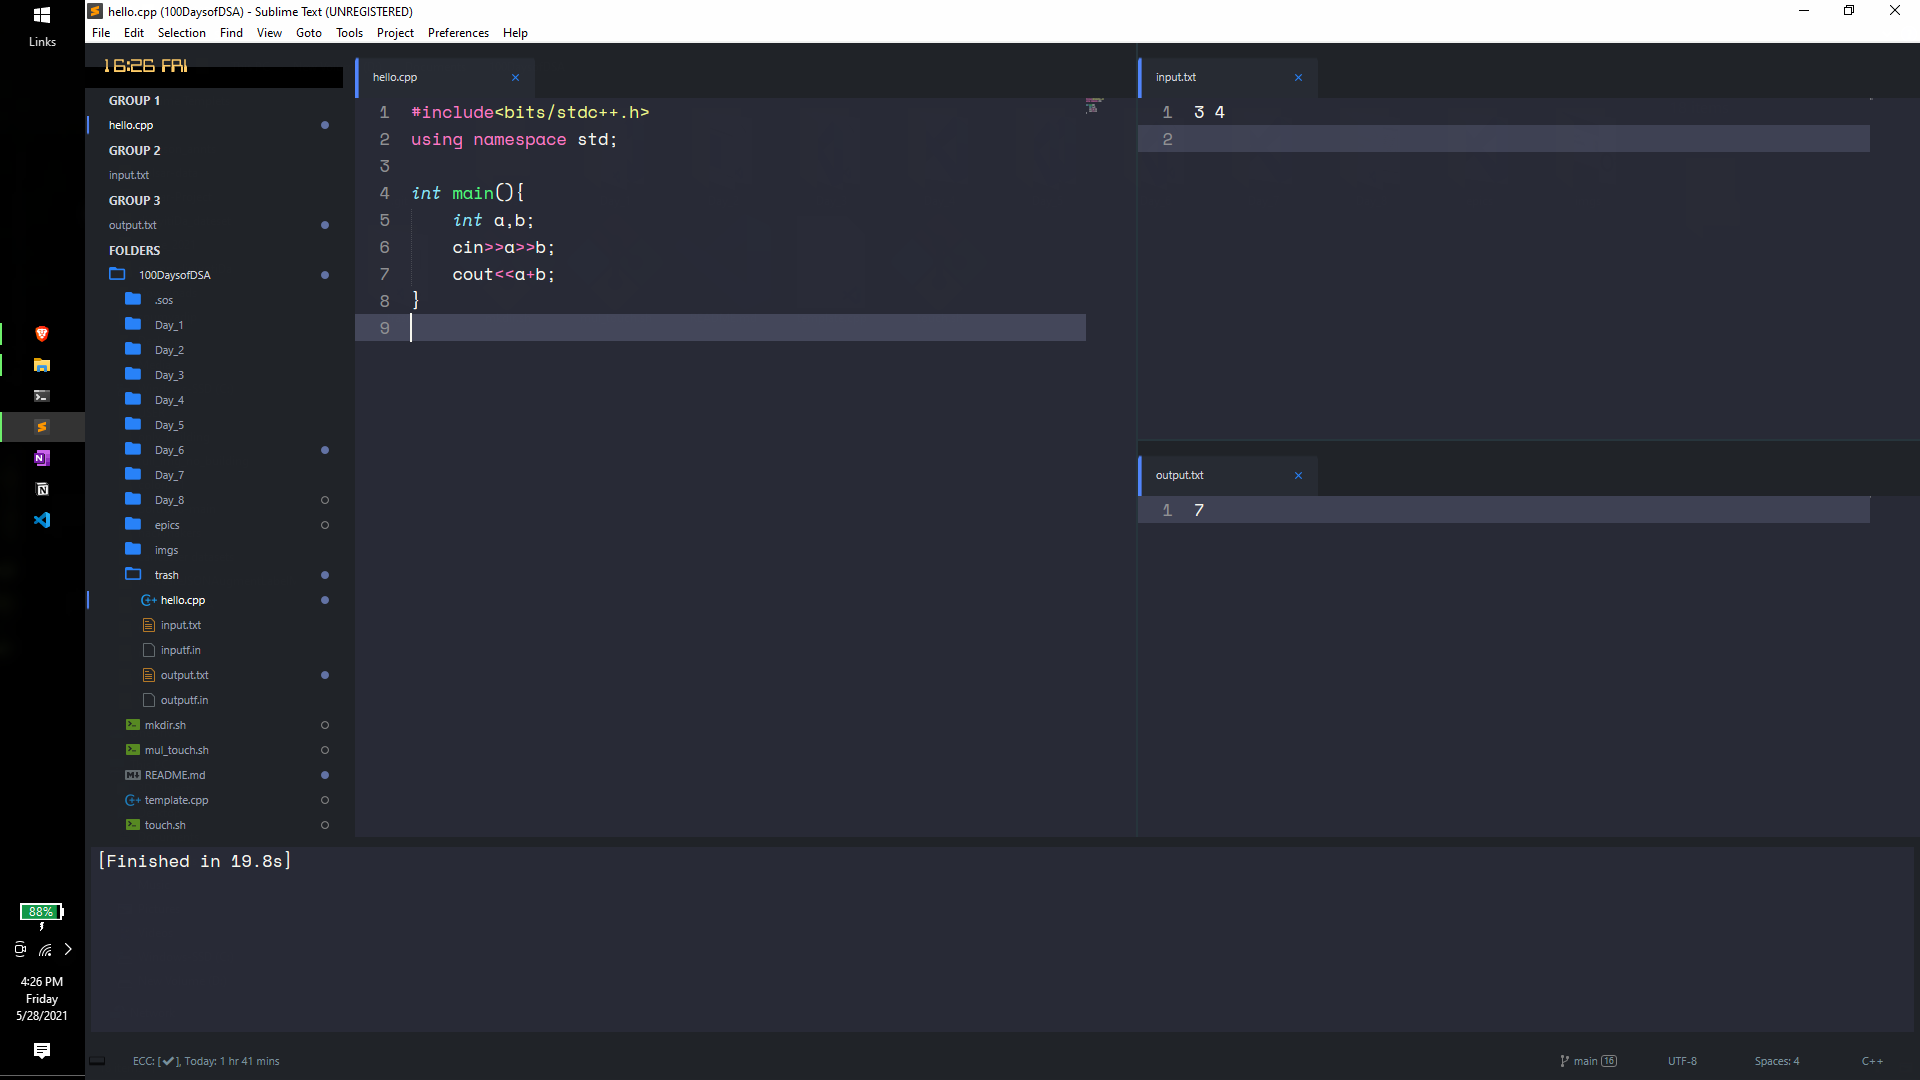 Links
hello.cpp (100DaysofDSA) - Sublime Text (UNREGISTERED)
File Edit Selection Find View Goto Tools Project Preferences Help
16:26 FRI
GROUP 1
hello.cpp
GROUP 2
input.txt
GROUP 3
output.txt
FOLDERS
100DaysofDSA
.sos
Day_1
Day_2
Day_3
Day_4
Day_5
Day_6
Day_7
Day_8
epics
imgs
trash
hello.cpp
input.txt
inputf.in
output.txt
outputf.in
mkdir.sh
mul_touch.sh
README.md
template.cpp
touch.sh
hello.cpp
1 #include<bits/stdc++.h>
2 using namespace std;
3
4 int main(){
5 int a,b;
6 cin>>a>>b;
7 cout<<a+b;
8 }
9
input.txt
1 3 4
2
output.txt
1 7
[Finished in 19.8s]
88%
4:26 PM
Friday
5/28/2021
ECC: [✔], Today: 1 hr 41 mins
main 16
UTF-8
Spaces: 4
C++